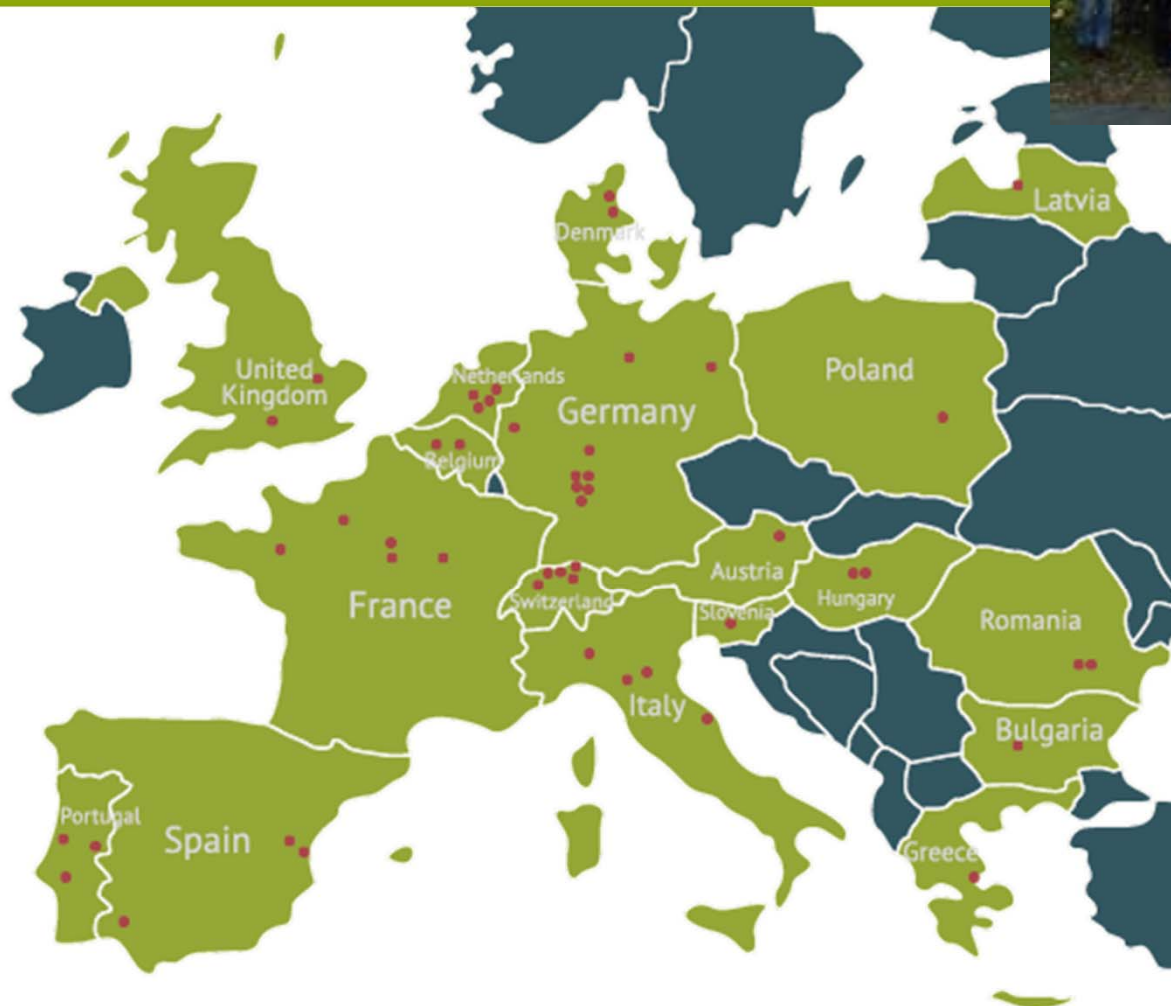 Latvia
Denmark
United
Kingdom
Netherlands
Poland
Germany
Belgium
Austria
France
Switzerland
Hungary
Slovenia
Romania
Italy
Bulgaria
Portugal
Spain
Greece